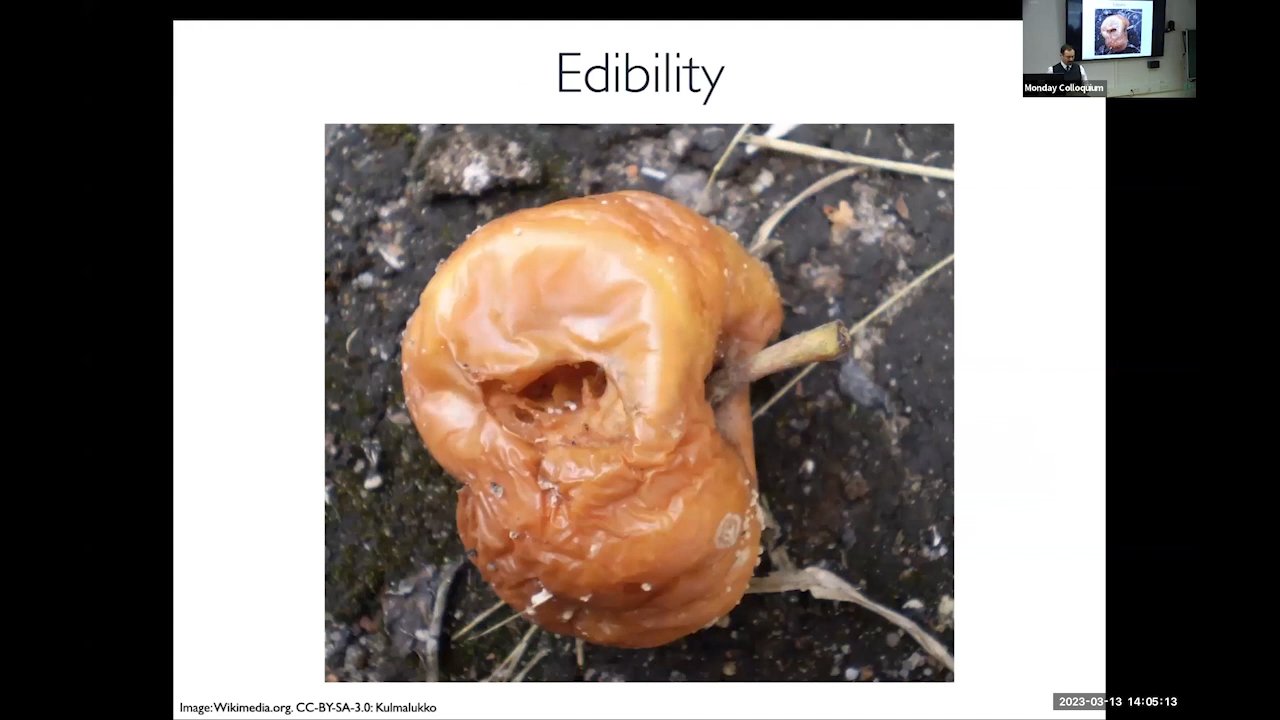 Edibility
Monday Colloquium
Image:Wikimedia.org. CC-BY-SA-3.0: Kulmalukko
2023-03-13 14:05:13